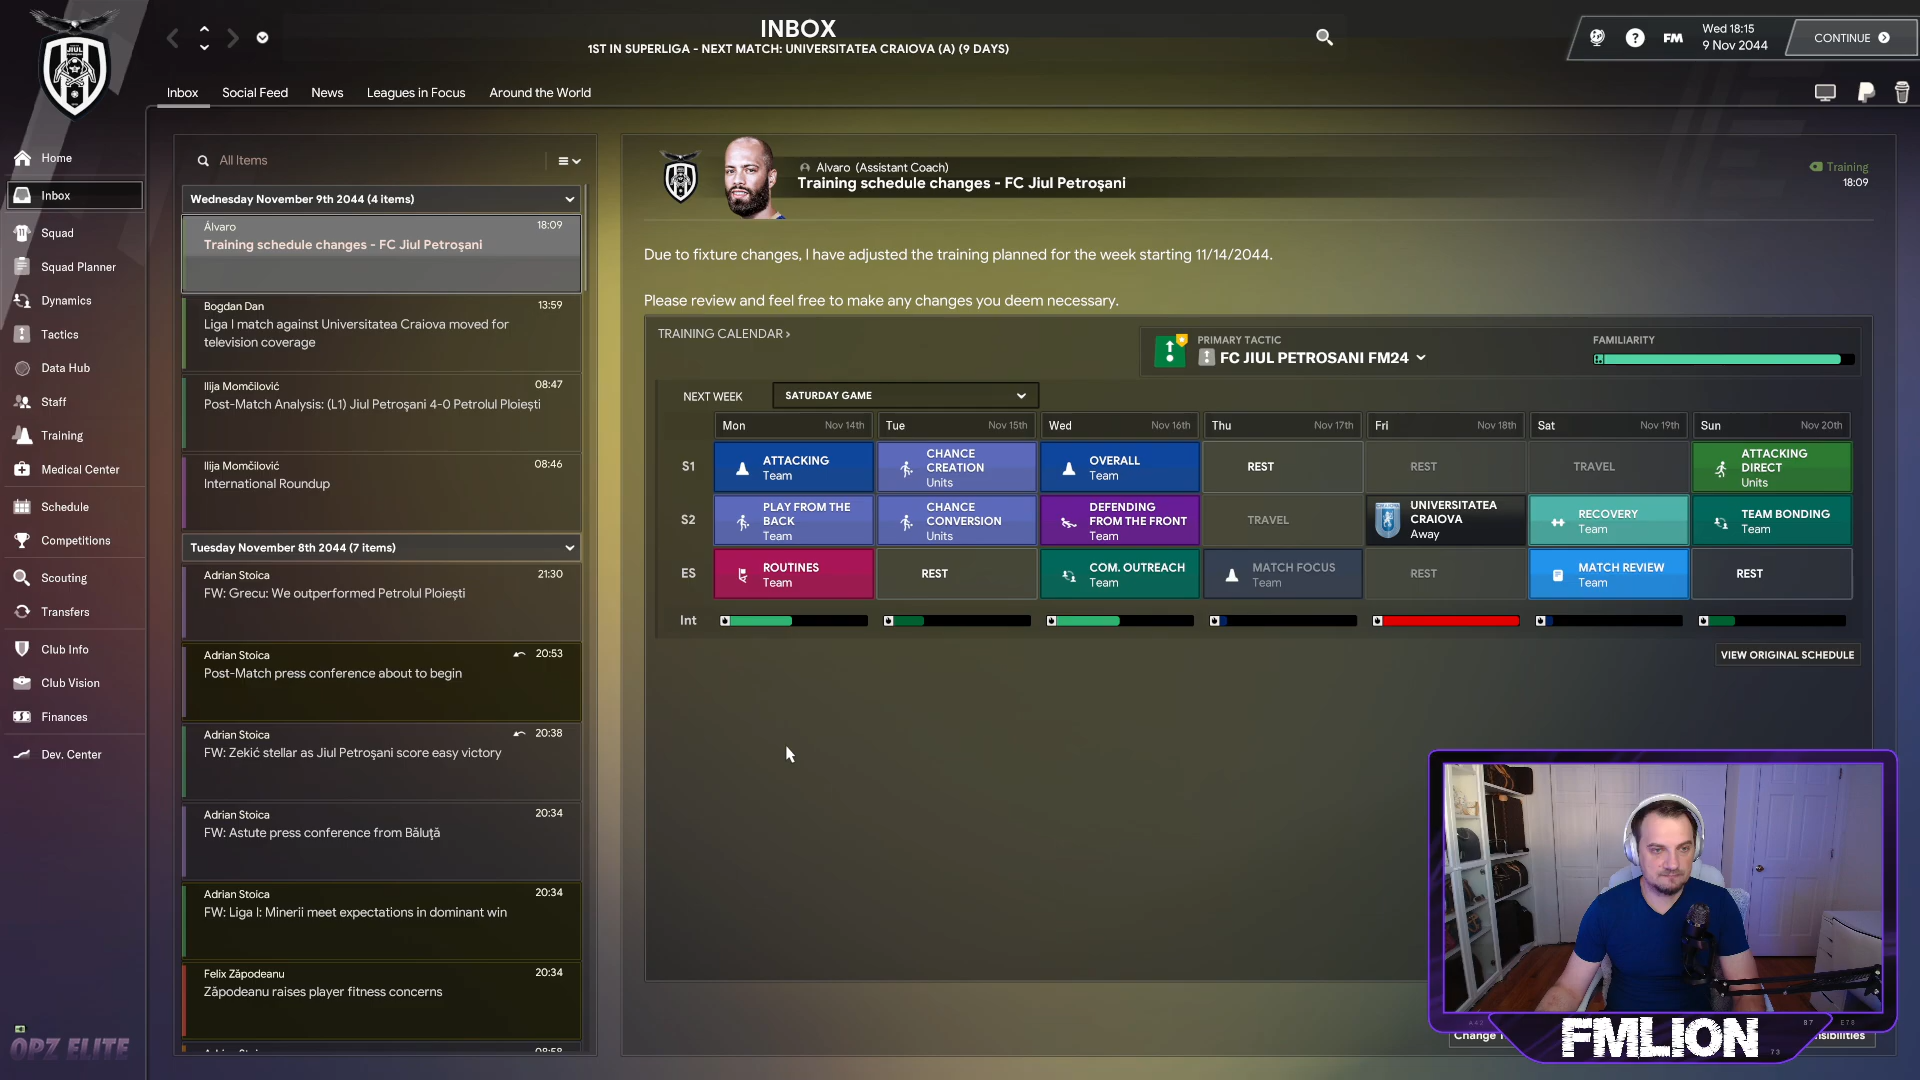 INBOX
1ST IN SUPERLIGA - NEXT MATCH: UNIVERSITATEA CRAIOVA (A) (9 DAYS)
FM
Wed 18:15
9 Nov 2044
CONTINUE
Inbox
Social Feed
News
Leagues in Focus
Around the World
JIUL
Home
Inbox
Squad
Squad Planner
Dynamics
Tactics
Data Hub
Staff
Training
Medical Center
Schedule
Competitions
Scouting
Transfers
Club Info
Club Vision
Finances
Dev. Center
OPZ ELITE
All Items
Wednesday November 9th 2044 (4 items)
Álvaro 18:09
Training schedule changes - FC Jiul Petroşani
Bogdan Dan 13:59
Liga I match against Universitatea Craiova moved for
television coverage
Ilija Momčilović 08:47
Post-Match Analysis: (L1) Jiul Petroşani 4-0 Petrolul Ploieşti
Ilija Momčilović 08:46
International Roundup
Tuesday November 8th 2044 (7 items)
Adrian Stoica 21:30
FW: Grecu: We outperformed Petrolul Ploieşti
Adrian Stoica 20:53
Post-Match press conference about to begin
Adrian Stoica 20:38
FW: Zekić stellar as Jiul Petroşani score easy victory
Adrian Stoica 20:34
FW: Astute press conference from Băluţă
Adrian Stoica 20:34
FW: Liga I: Minerii meet expectations in dominant win
Felix Zăpodeanu 20:34
Zăpodeanu raises player fitness concerns
Álvaro (Assistant Coach)
Training schedule changes - FC Jiul Petroşani
Training
18:09
Due to fixture changes, I have adjusted the training planned for the week starting 11/14/2044.
Please review and feel free to make any changes you deem necessary.
TRAINING CALENDAR >
PRIMARY TACTIC
FC JIUL PETROSANI FM24
FAMILIARITY
NEXT WEEK
SATURDAY GAME
Mon Nov 14th Tue Nov 15th Wed Nov 16th Thu Nov 17th Fri Nov 18th Sat Nov 19th Sun Nov 20th
S1
ATTACKING
Team
CHANCE
CREATION
Units
OVERALL
Team
REST
REST
TRAVEL
ATTACKING
DIRECT
Units
S2
PLAY FROM THE
BACK
Team
CHANCE
CONVERSION
Units
DEFENDING
FROM THE FRONT
Team
TRAVEL
UNIVERSITATEA
CRAIOVA
Away
RECOVERY
Team
TEAM BONDING
Team
ES
ROUTINES
Team
REST
COM. OUTREACH
Team
MATCH FOCUS
Team
REST
MATCH REVIEW
Team
REST
Int
VIEW ORIGINAL SCHEDULE
Change
FMLION